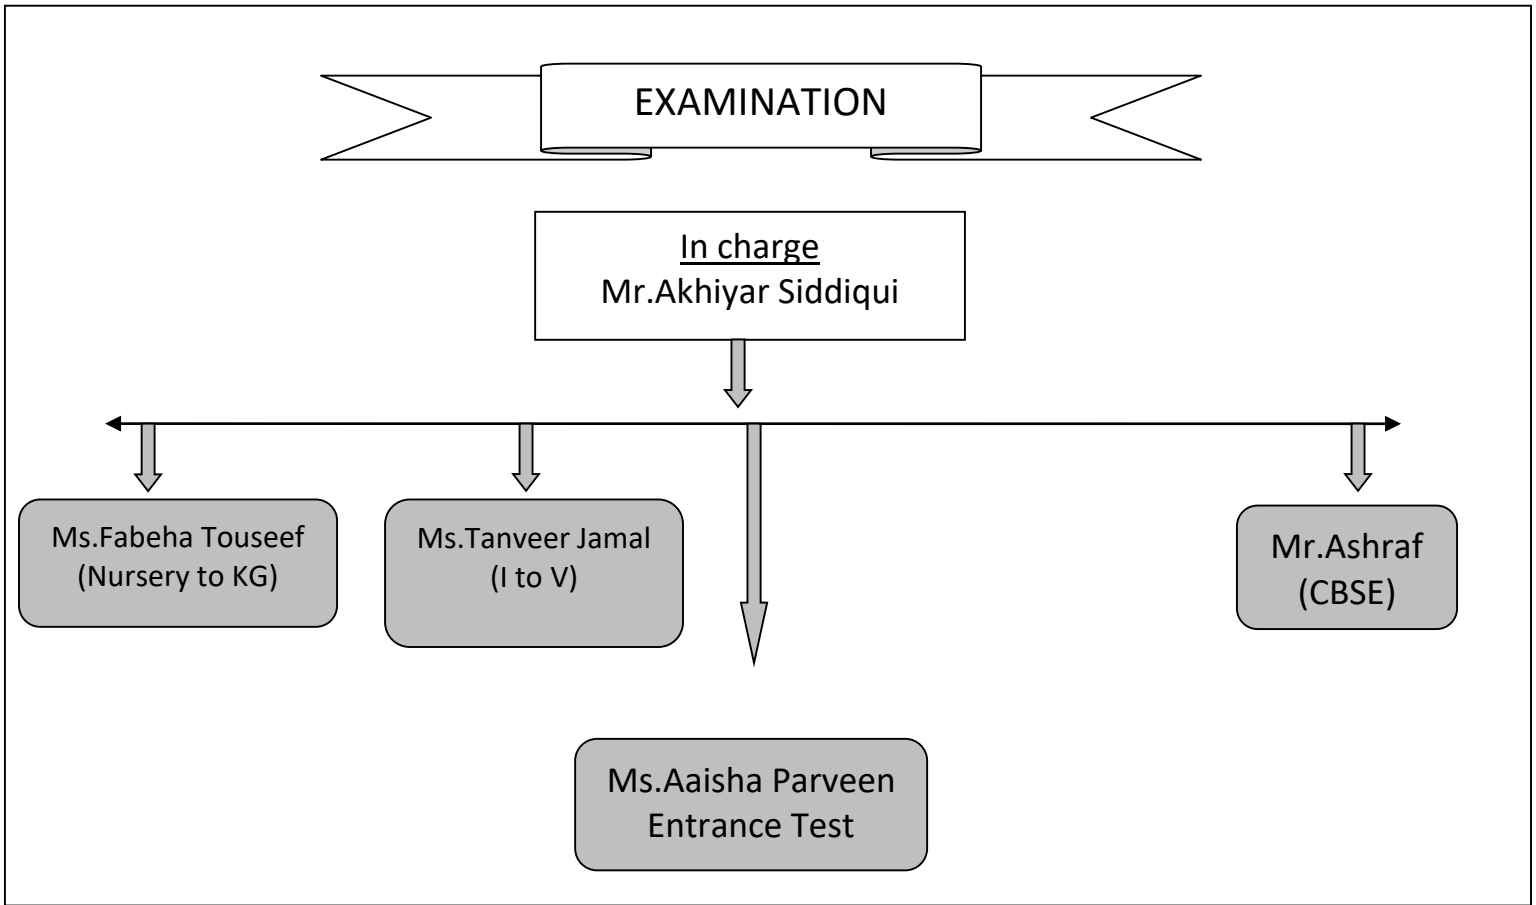 EXAMINATION
In charge
Mr.Akhiyar Siddiqui
Ms.Fabeha Touseef
(Nursery to KG)
Ms.Tanveer Jamal
(I to V)
Mr.Ashraf
(CBSE)
Ms.Aaisha Parveen
Entrance Test